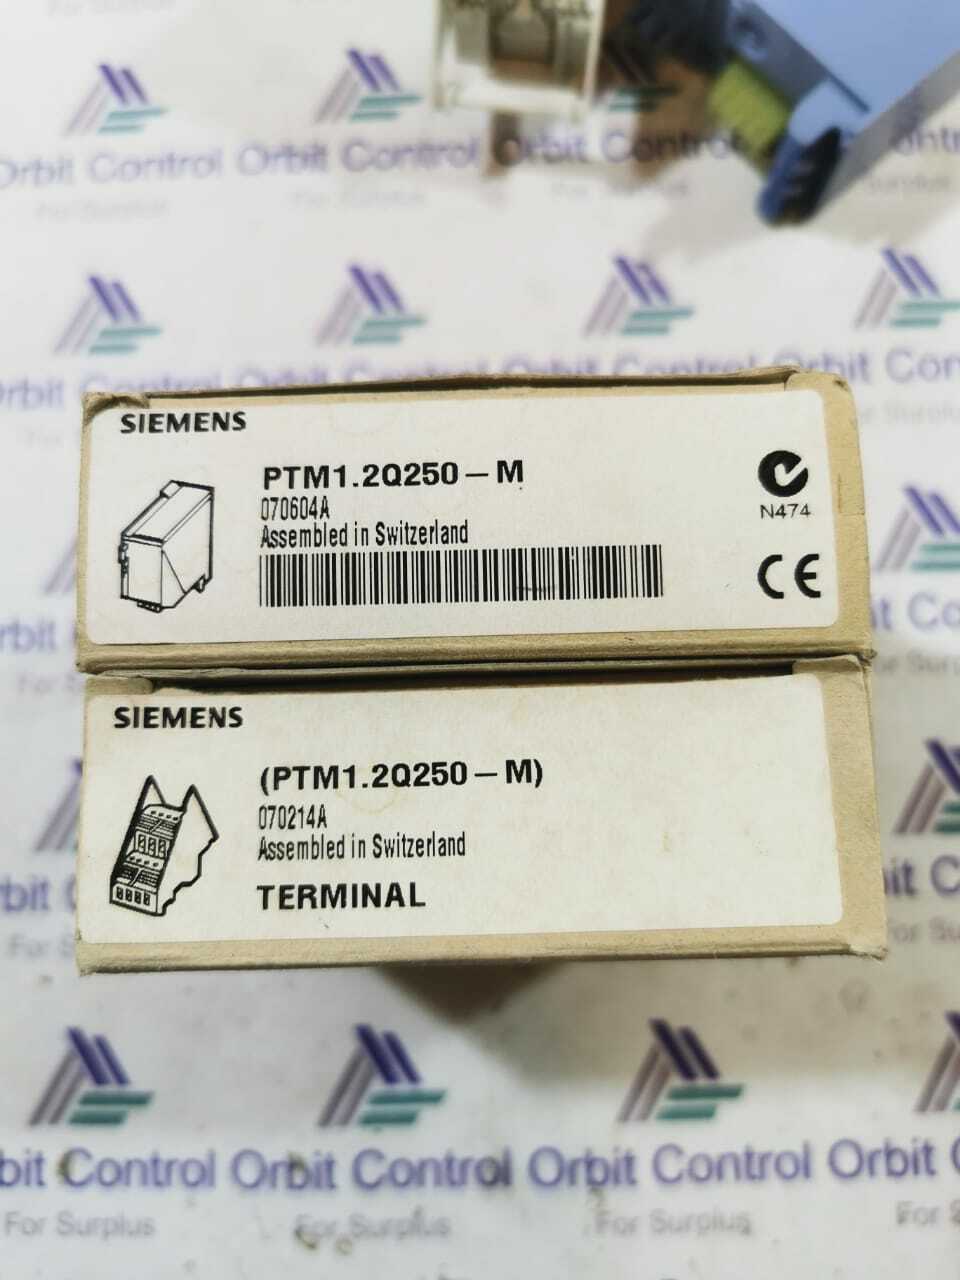 Orbit Control Orbit Control Orbit Control
For Surplus For Surplus For Surplus
Orbit Control
SIEMENS
PTM1.2Q250 – M
070604A
Assembled in Switzerland
N474
CE
SIEMENS
(PTM1.2Q250 – M)
070214A
Assembled in Switzerland
TERMINAL
Orbit Control Orbit Control Orbit
For Surplus For Surplus For Surplus For